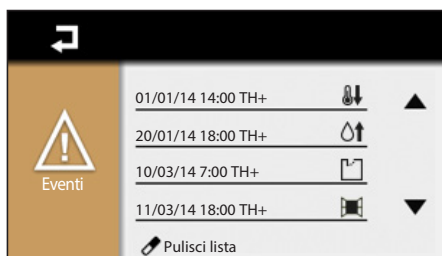 01/01/14 14:00 TH+
20/01/14 18:00 TH+
10/03/14 7:00 TH+
11/03/14 18:00 TH+
Eventi
Pulisci lista